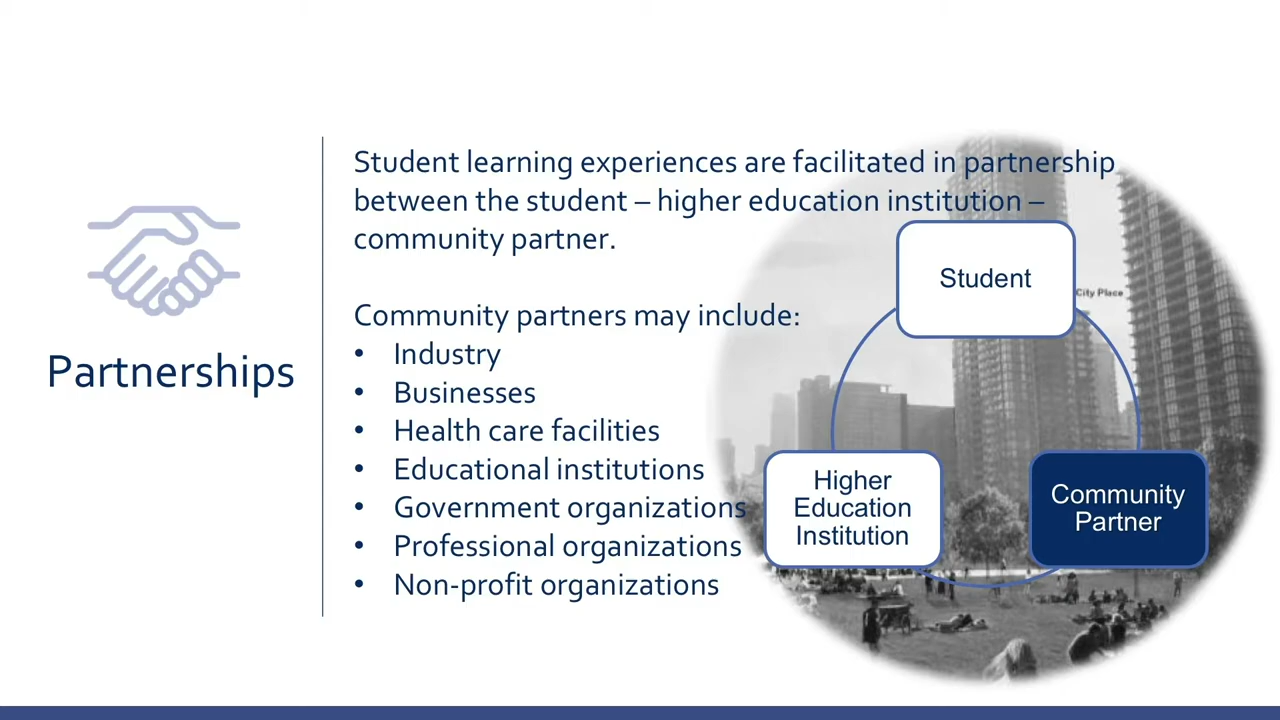 Partnerships
Student learning experiences are facilitated in partnership
between the student – higher education institution –
community partner.
Community partners may include:
• Industry
• Businesses
• Health care facilities
• Educational institutions
• Government organizations
• Professional organizations
• Non-profit organizations
Student
City Place
Higher
Education
Institution
Community
Partner